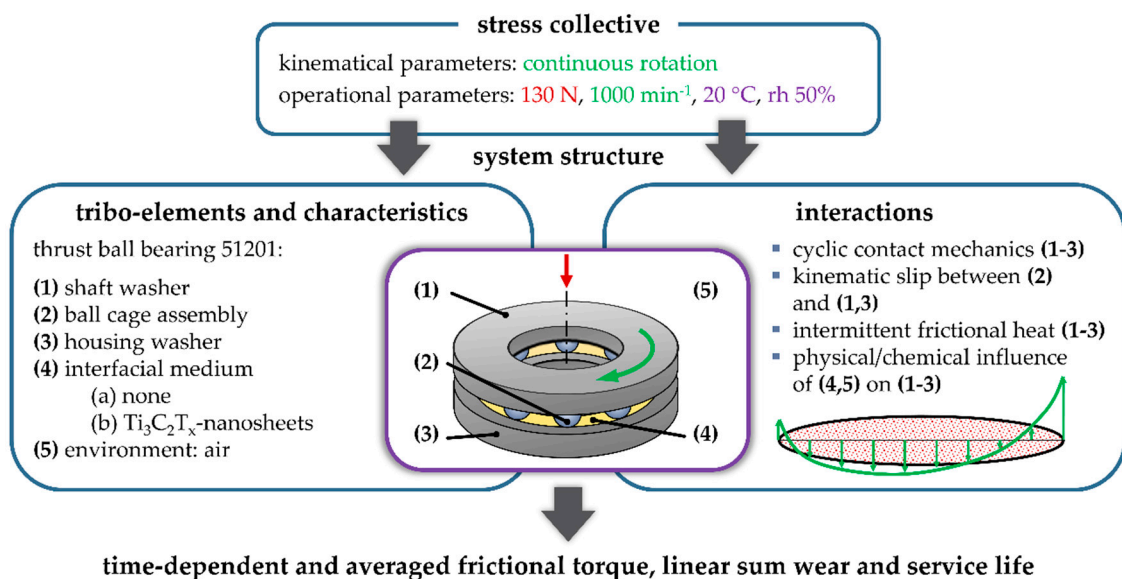 stress collective
kinematical parameters: continuous rotation
operational parameters: 130 N, 1000 min⁻¹, 20 °C, rh 50%
system structure
tribo-elements and characteristics
thrust ball bearing 51201:
(1) shaft washer
(2) ball cage assembly
(3) housing washer
(4) interfacial medium
(a) none
(b) Ti₃C₂Tₓ-nanosheets
(5) environment: air
(1)
(5)
(2)
(3)
(4)
interactions
▪ cyclic contact mechanics (1-3)
▪ kinematic slip between (2)
and (1,3)
▪ intermittent frictional heat (1-3)
▪ physical/chemical influence
of (4,5) on (1-3)
time-dependent and averaged frictional torque, linear sum wear and service life